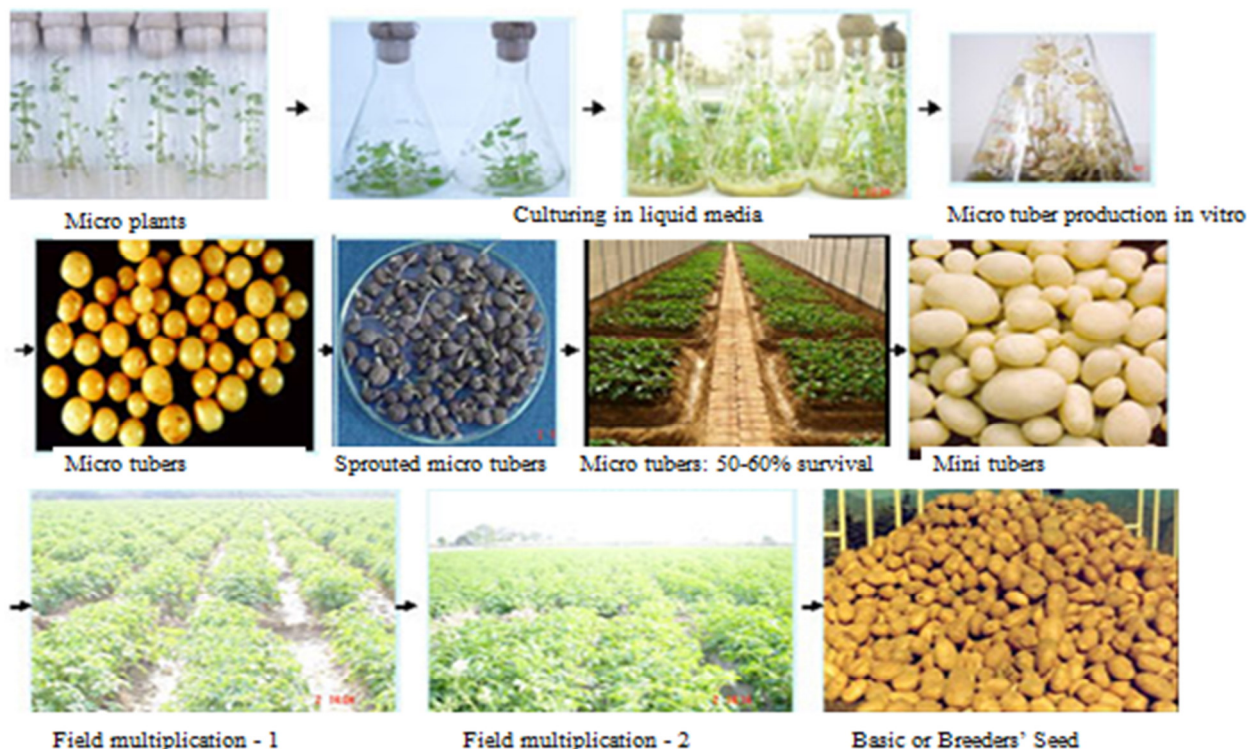 Micro plants
Culturing in liquid media
Micro tuber production in vitro
Micro tubers
Sprouted micro tubers
Micro tubers: 50-60% survival
Mini tubers
Field multiplication - 1
Field multiplication - 2
Basic or Breeders' Seed